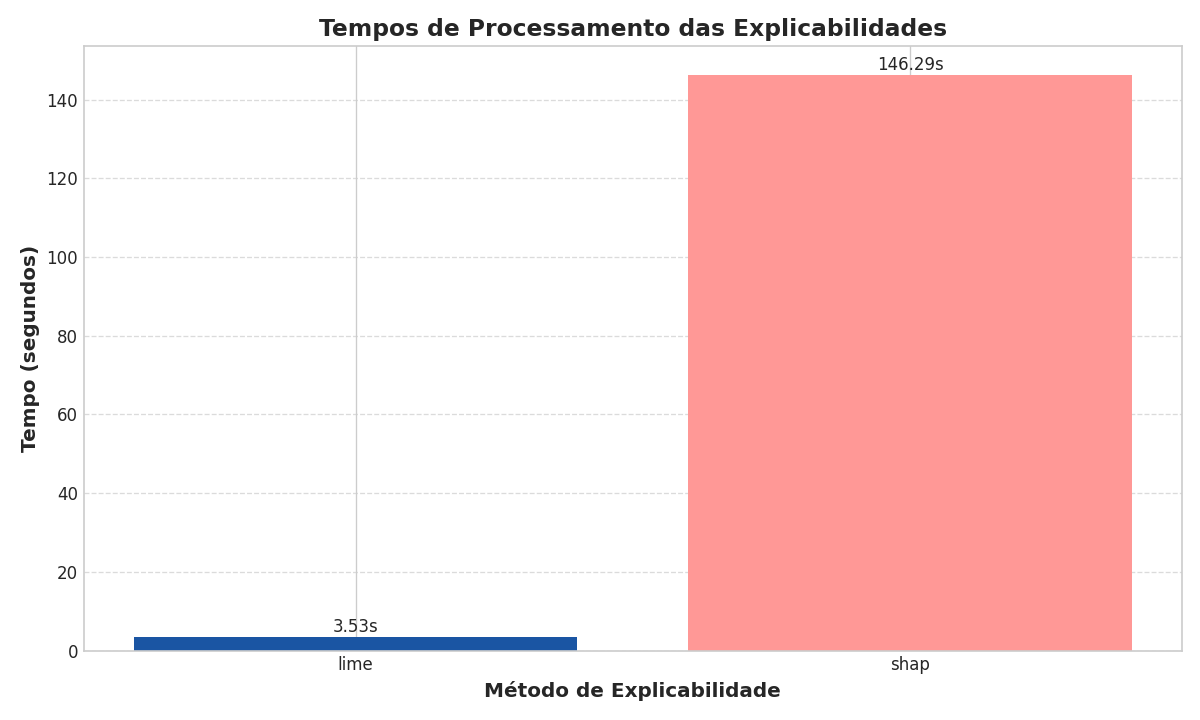 Tempos de Processamento das Explicabilidades
146.29s
140
120
100
80
60
40
20
0
Tempo (segundos)
3.53s
lime
shap
Método de Explicabilidade